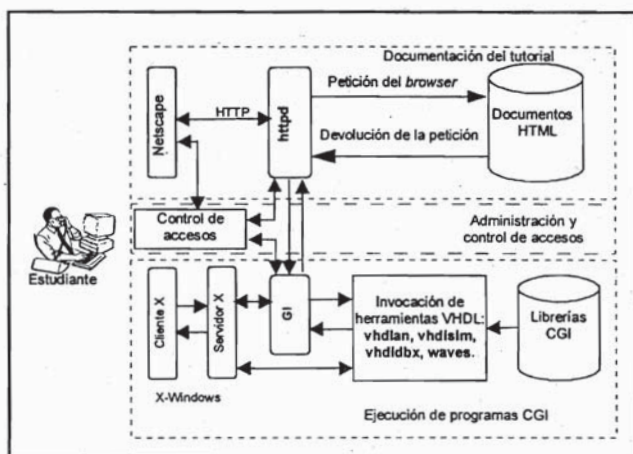 Documentación del tutorial
Netscape
HTTP
httpd
Petición del browser
Devolución de la petición
Documentos
HTML
Control de
accesos
Administración y
control de accesos
Estudiante
Cliente X
Servidor X
GI
Invocación de
herramientas VHDL:
vhdlan, vhdlsim,
vhdldbx, waves.
Librerías
CGI
X-Windows
Ejecución de programas CGI